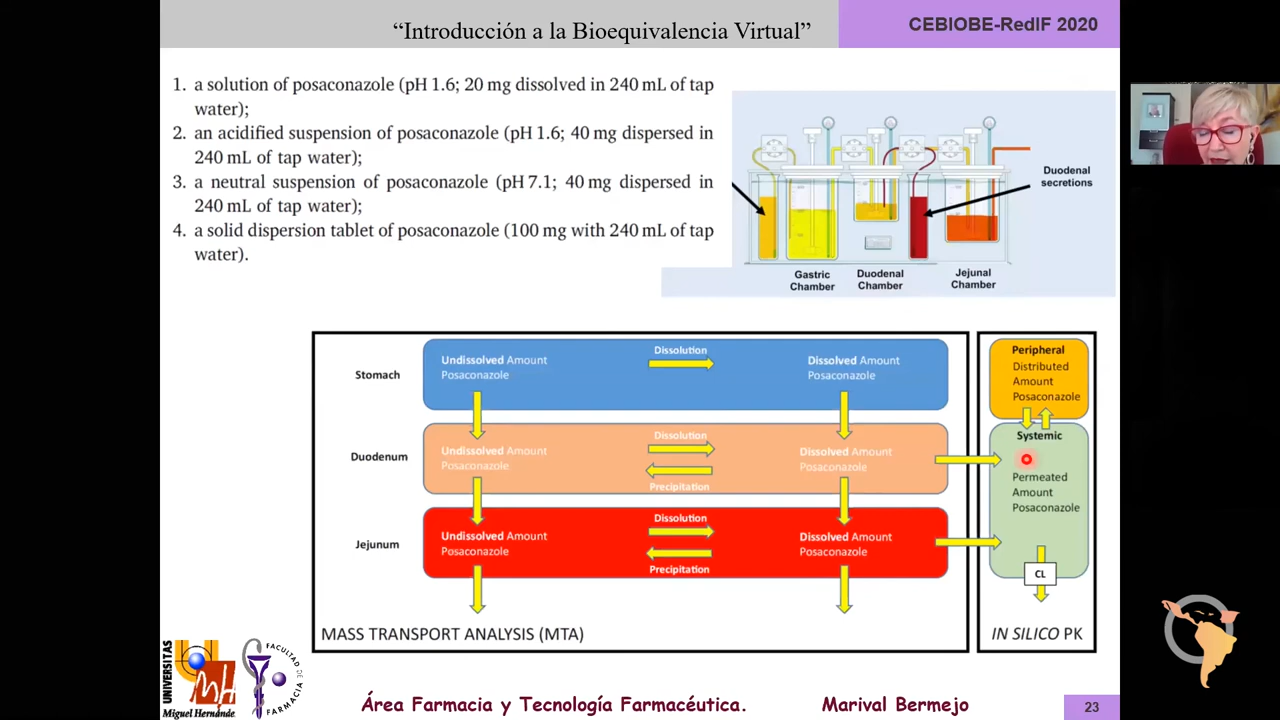 “Introducción a la Bioequivalencia Virtual”
CEBIOBE-RedIF 2020
1. a solution of posaconazole (pH 1.6; 20 mg dissolved in 240 mL of tap
water);
2. an acidified suspension of posaconazole (pH 1.6; 40 mg dispersed in
240 mL of tap water);
3. a neutral suspension of posaconazole (pH 7.1; 40 mg dispersed in
240 mL of tap water);
4. a solid dispersion tablet of posaconazole (100 mg with 240 mL of tap
water).
Duodenal
secretions
Gastric
Chamber
Duodenal
Chamber
Jejunal
Chamber
Stomach
Undissolved Amount
Posaconazole
Dissolution
Dissolved Amount
Posaconazole
Duodenum
Undissolved Amount
Posaconazole
Dissolution
Precipitation
Dissolved Amount
Posaconazole
Jejunum
Undissolved Amount
Posaconazole
Dissolution
Precipitation
Dissolved Amount
Posaconazole
MASS TRANSPORT ANALYSIS (MTA)
Peripheral
Distributed
Amount
Posaconazole
Systemic
Permeated
Amount
Posaconazole
CL
IN SILICO PK
UNIVERSITAS
Miguel Hernández
FACULTAD DE FARMACIA
Área Farmacia y Tecnología Farmacéutica.
Marival Bermejo
23